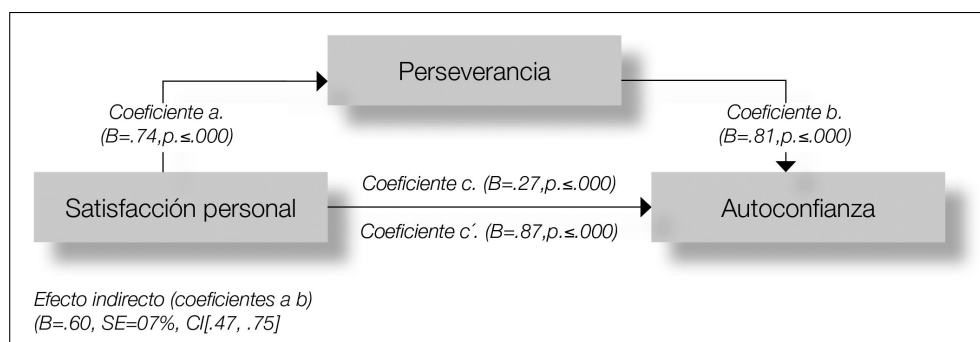 Perseverancia
Coeficiente a.
(B=.74,p.≤.000)
Coeficiente b.
(B=.81,p.≤.000)
Satisfacción personal
Coeficiente c. (B=.27,p.≤.000)
Coeficiente c´. (B=.87,p.≤.000)
Autoconfianza
Efecto indirecto (coeficientes a b)
(B=.60, SE=07%, CI[.47, .75]